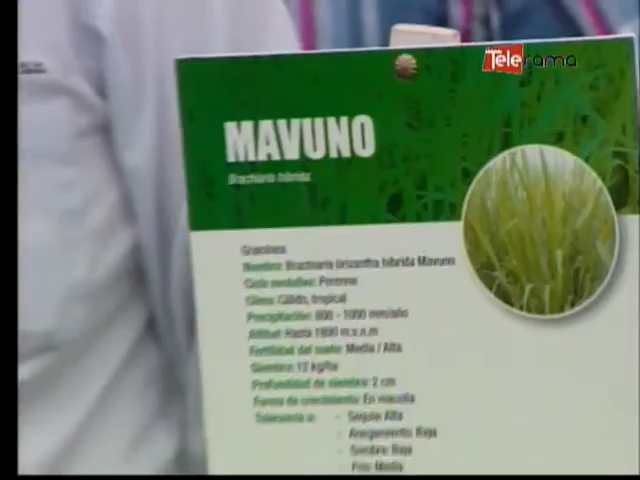 Telerama
MAVUNO
Brachiaria híbrida
Gramínea
Nombre: Brachiaria brizantha híbrida Mavuno
Ciclo vegetativo: Perenne
Clima: Cálido, tropical
Precipitación: 800 - 1000 mm/año
Altitud: Hasta 1800 m.s.n.m
Fertilidad del suelo: Media / Alta
Siembra: 12 kg/ha
Profundidad de siembra: 2 cm
Forma de crecimiento: En macolla
Tolerancia a: - Sequía: Alta
- Anegamiento: Baja
- Sombra: Baja
- Frío: Media